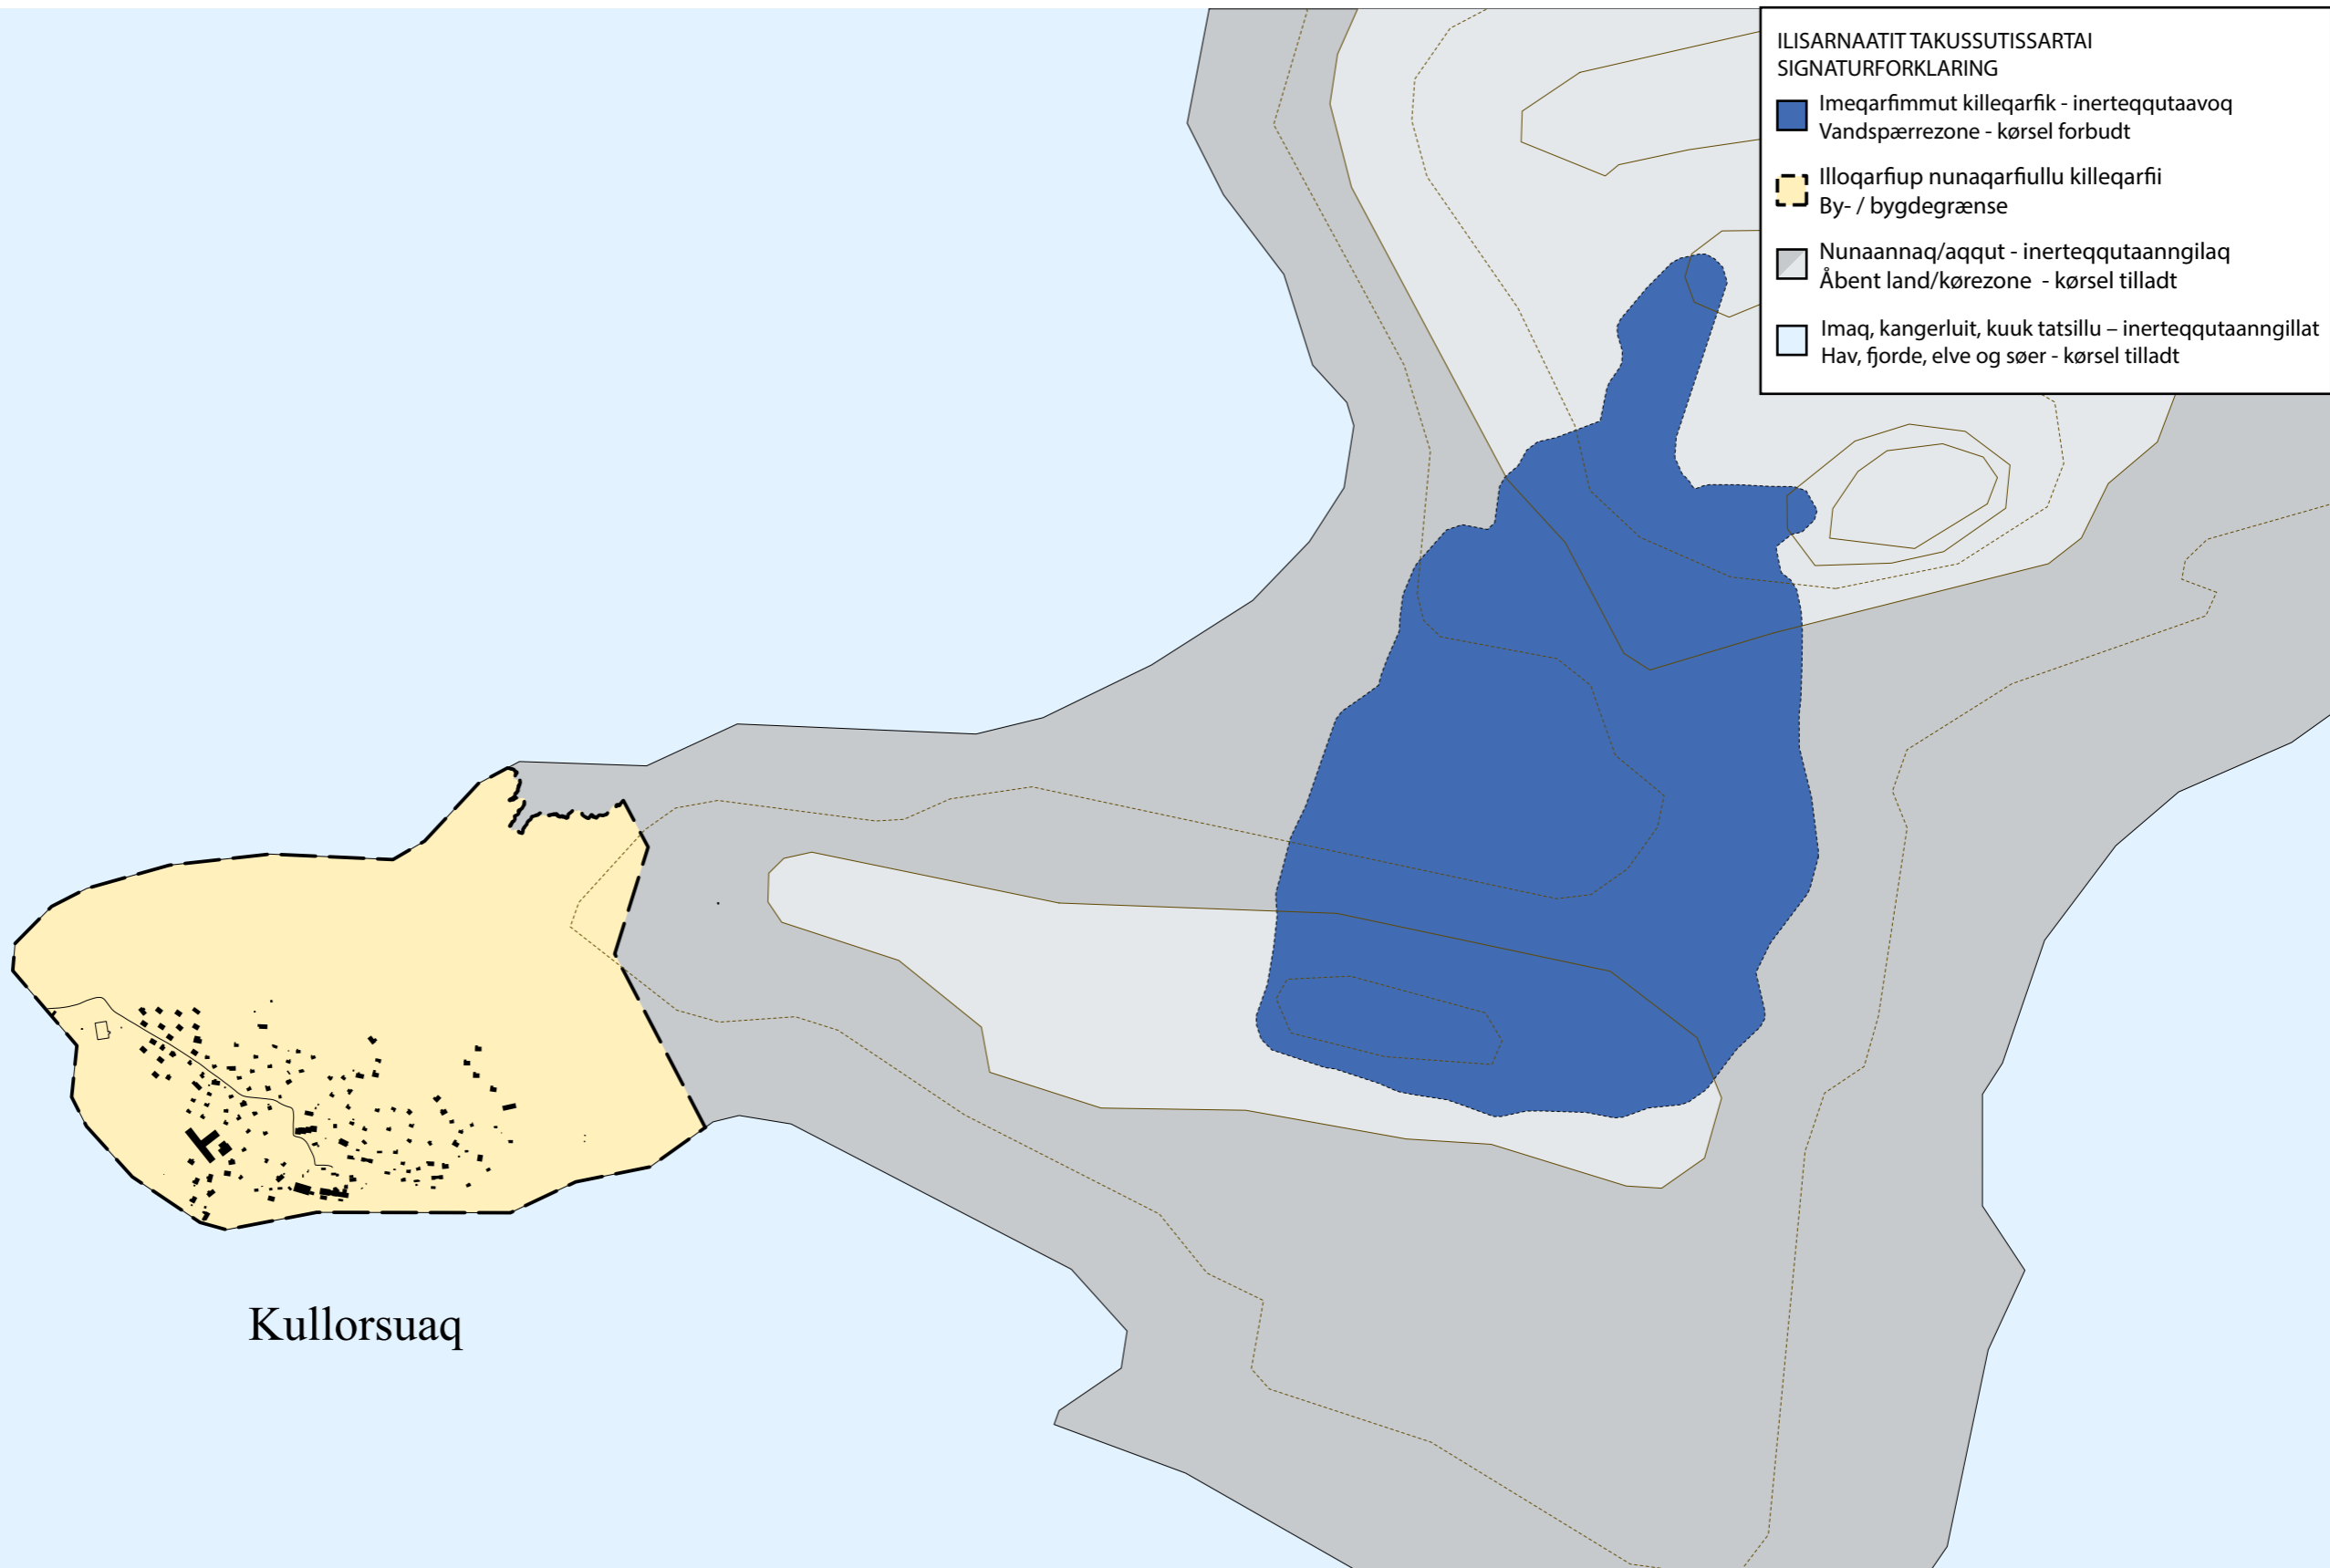 ILISARNAATIT TAKUSSUTISSARTAI
SIGNATURFORKLARING
Imeqarfimmut killeqarfik - inerteqqutaavoq
Vandspærrezone - kørsel forbudt
Illoqarfiup nunaqarfiullu killeqarfii
By- / bygdegrænse
Nunaannaq/aqqut - inerteqqutaanngilaq
Åbent land/kørezone - kørsel tilladt
Imaq, kangerluit, kuuk tatsillu – inerteqqutaanngillat
Hav, fjorde, elve og søer - kørsel tilladt
Kullorsuaq